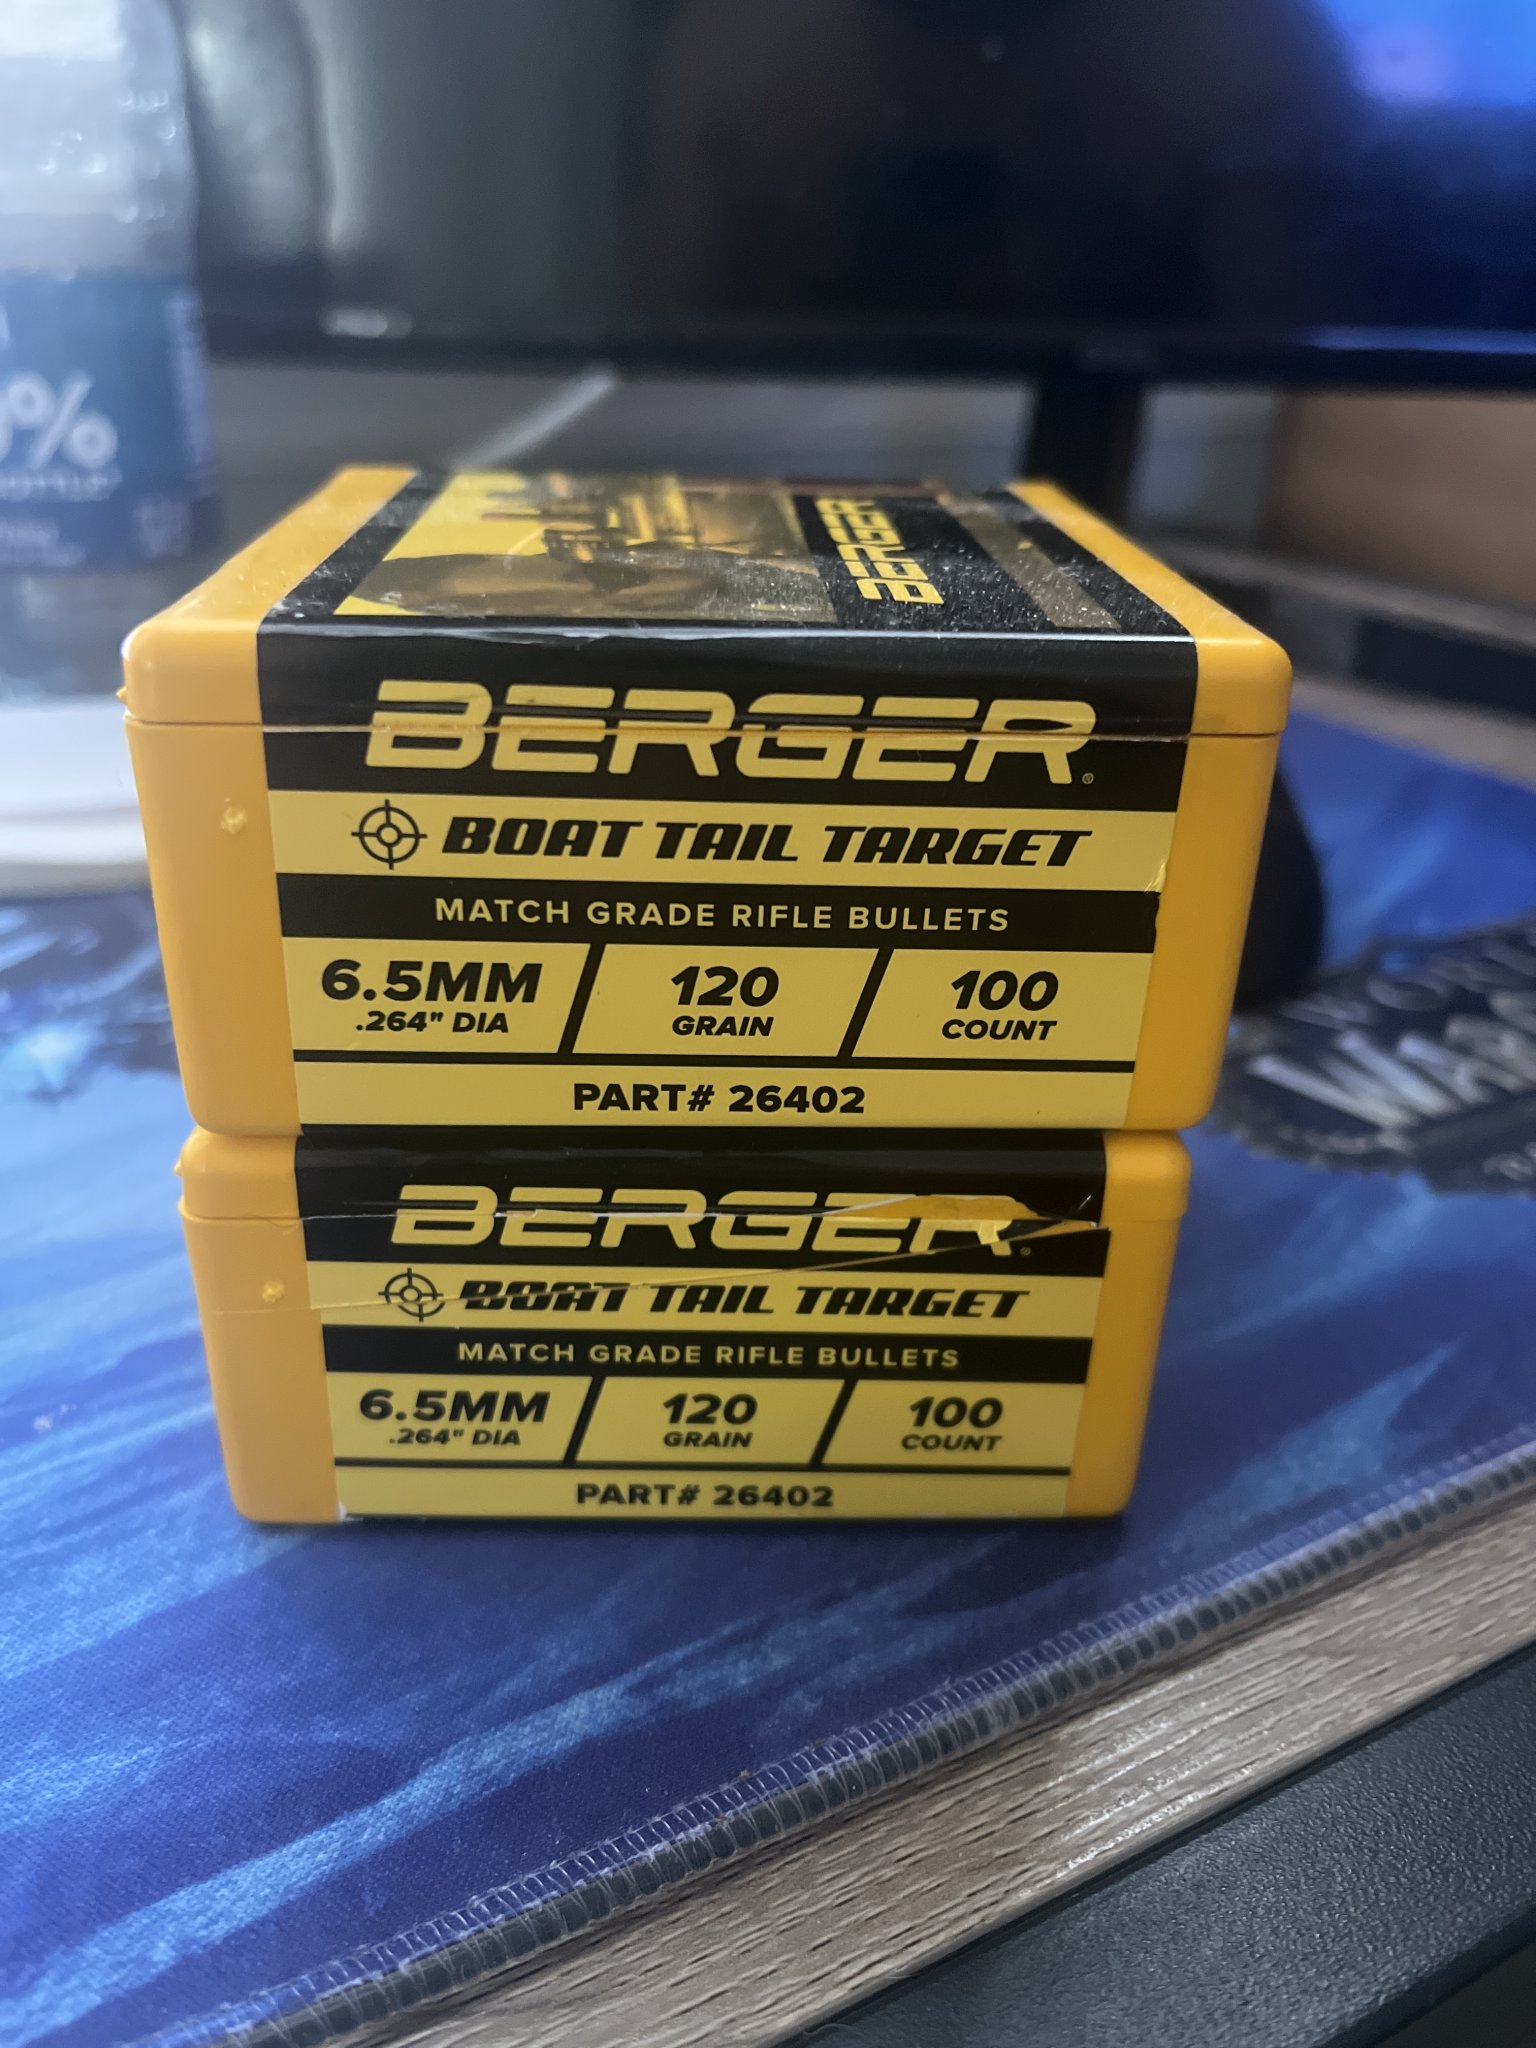 BERGER
BERGER®
BOAT TAIL TARGET
MATCH GRADE RIFLE BULLETS
6.5MM
.264" DIA
120
GRAIN
100
COUNT
PART# 26402
BERGER®
BOAT TAIL TARGET
MATCH GRADE RIFLE BULLETS
6.5MM
.264" DIA
120
GRAIN
100
COUNT
PART# 26402
%